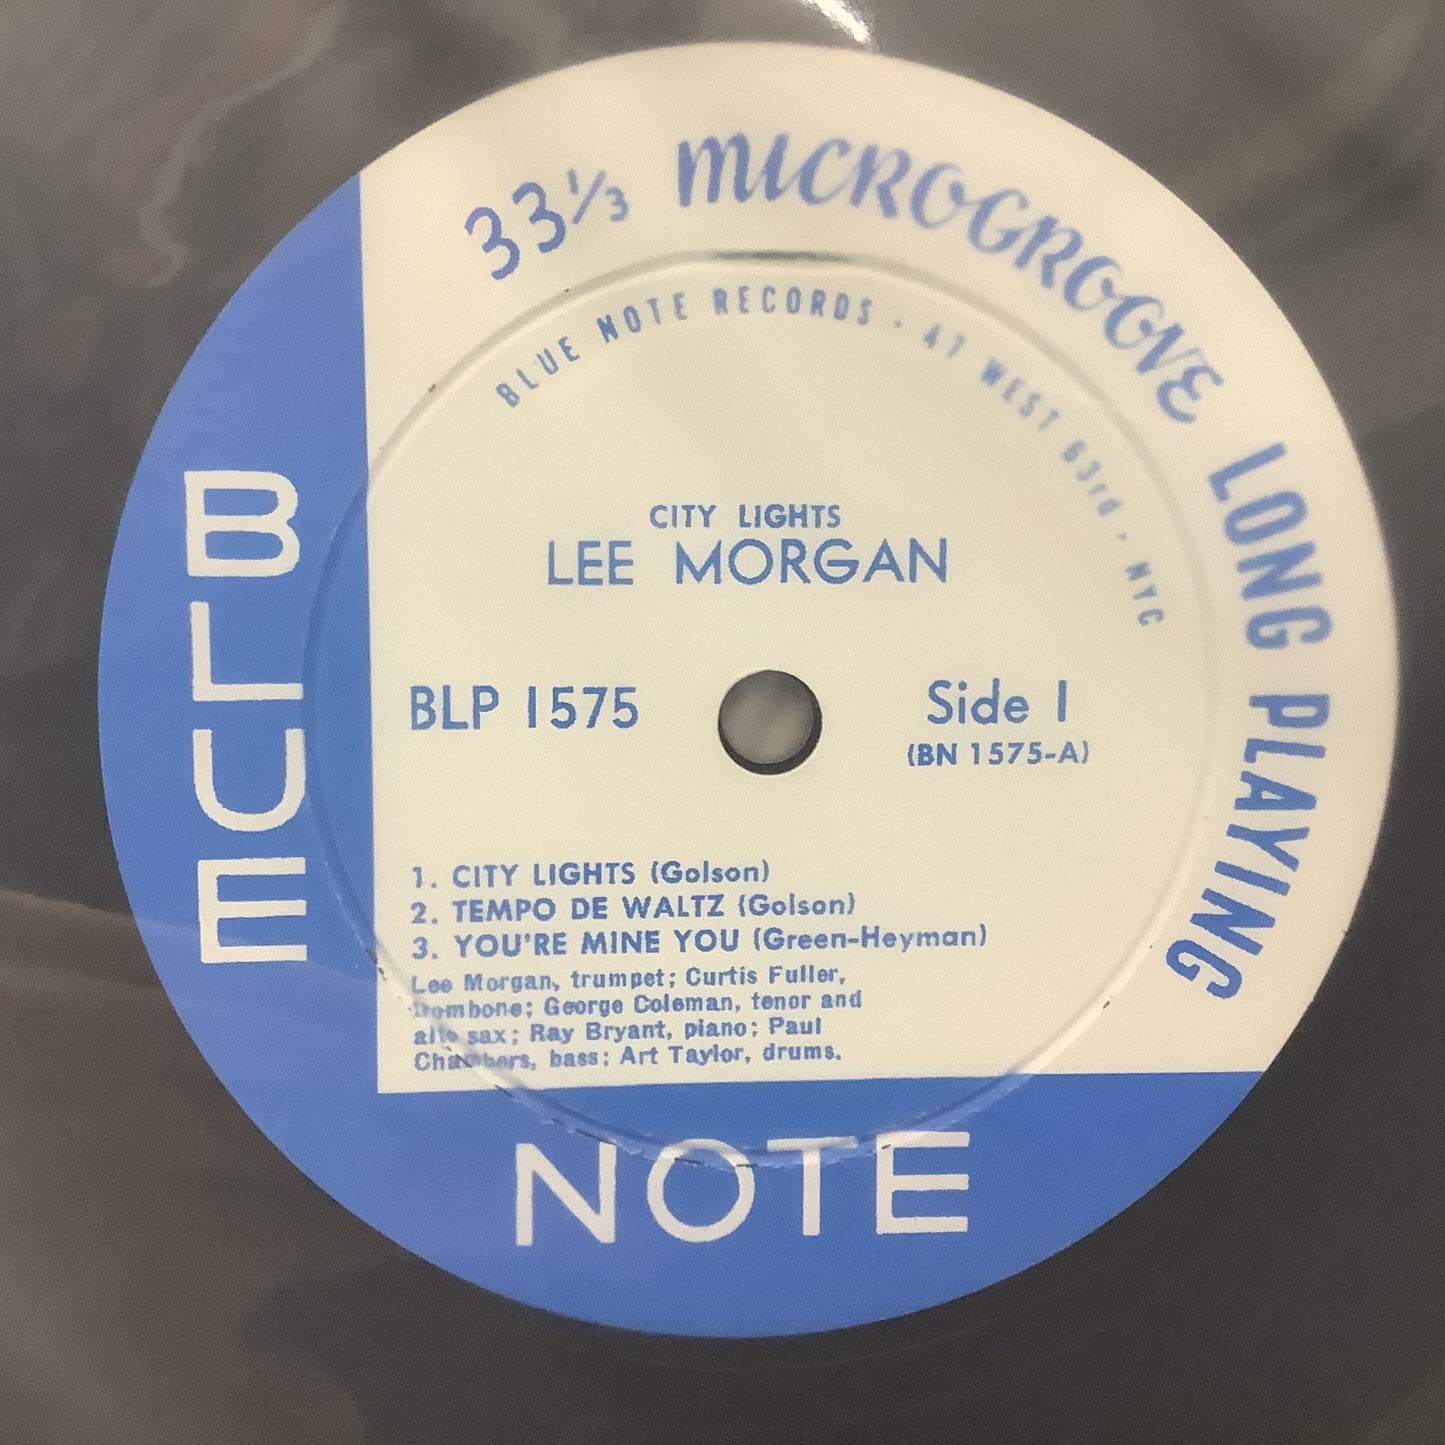 33⅓ MICROGROOVE LONG PLAYING
BLUE NOTE RECORDS · 47 WEST 63rd · NYC
CITY LIGHTS
LEE MORGAN
BLP 1575
Side 1
(BN 1575-A)
1. CITY LIGHTS (Golson)
2. TEMPO DE WALTZ (Golson)
3. YOU'RE MINE YOU (Green-Heyman)
Lee Morgan, trumpet; Curtis Fuller,
trombone; George Coleman, tenor and
alto sax; Ray Bryant, piano; Paul
Chambers, bass; Art Taylor, drums.
BLUE
NOTE